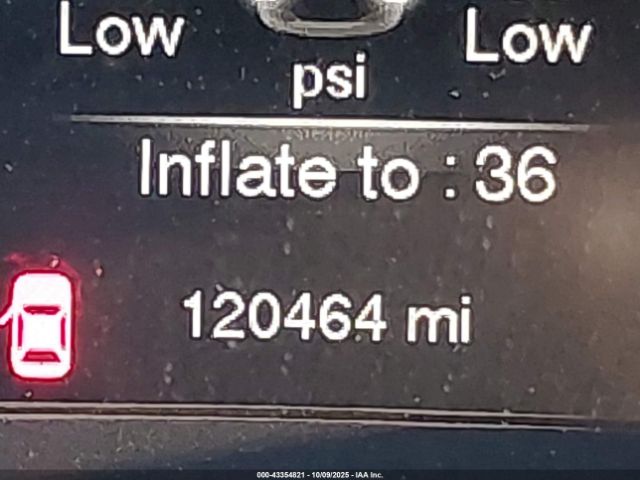 Low Low
psi
Inflate to : 36
120464 mi
000-43354821 - 10/09/2025 - IAA Inc.